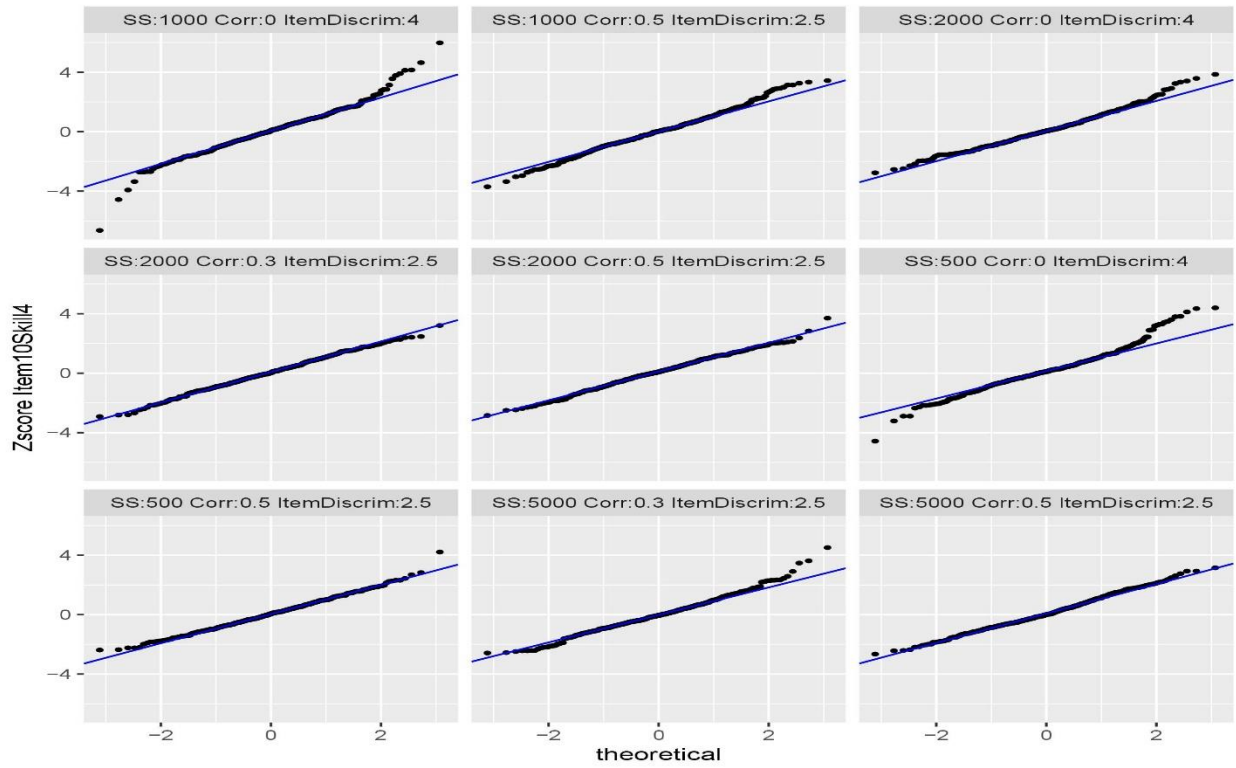 SS:1000 Corr:0 ItemDiscrim:4
SS:1000 Corr:0.5 ItemDiscrim:2.5
SS:2000 Corr:0 ItemDiscrim:4
4
0
−4
SS:2000 Corr:0.3 ItemDiscrim:2.5
SS:2000 Corr:0.5 ItemDiscrim:2.5
SS:500 Corr:0 ItemDiscrim:4
4
0
−4
Zscore Item10Skill4
SS:500 Corr:0.5 ItemDiscrim:2.5
SS:5000 Corr:0.3 ItemDiscrim:2.5
SS:5000 Corr:0.5 ItemDiscrim:2.5
4
0
−4
−2 0 2
−2 0 2
−2 0 2
theoretical